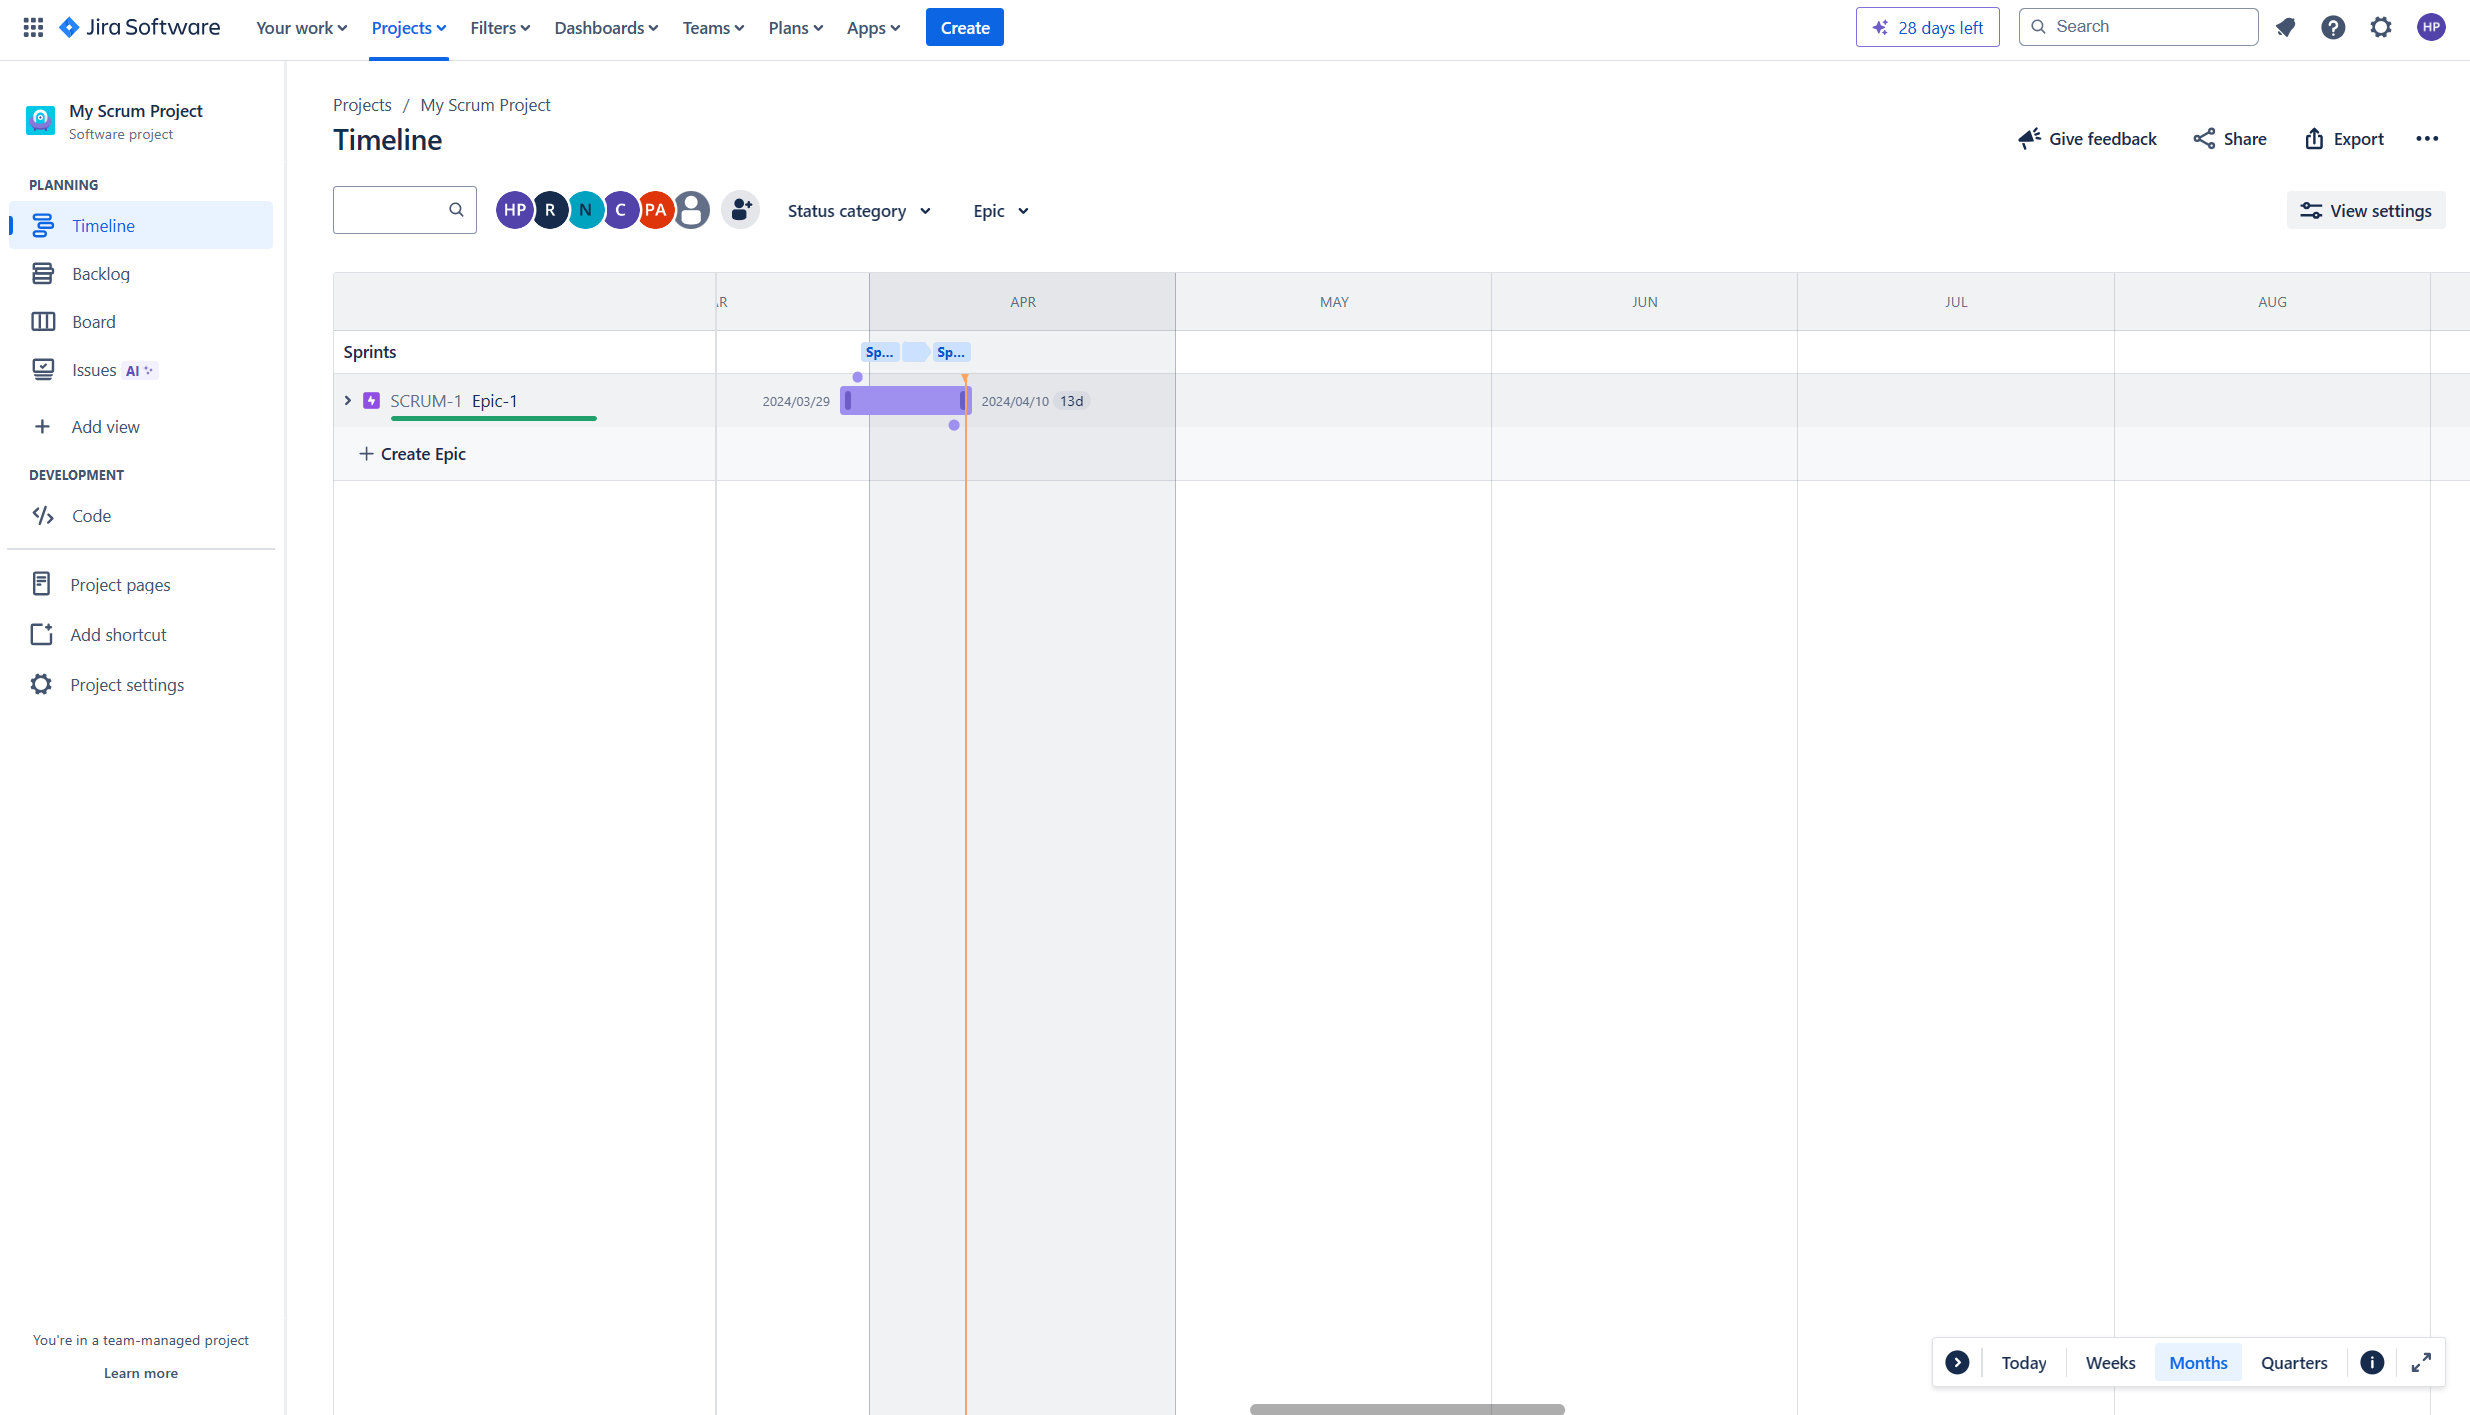 Jira Software Your work Projects Filters Dashboards Teams Plans Apps Create 28 days left Search HP
My Scrum Project
Software project
PLANNING
Timeline
Backlog
Board
Issues AI
Add view
DEVELOPMENT
Code
Project pages
Add shortcut
Project settings
You're in a team-managed project
Learn more
Projects / My Scrum Project
Timeline
Give feedback Share Export
HP R N C PA Status category Epic View settings
AR APR MAY JUN JUL AUG
Sprints Sp... Sp...
SCRUM-1 Epic-1 2024/03/29 2024/04/10 13d
Create Epic
Today Weeks Months Quarters